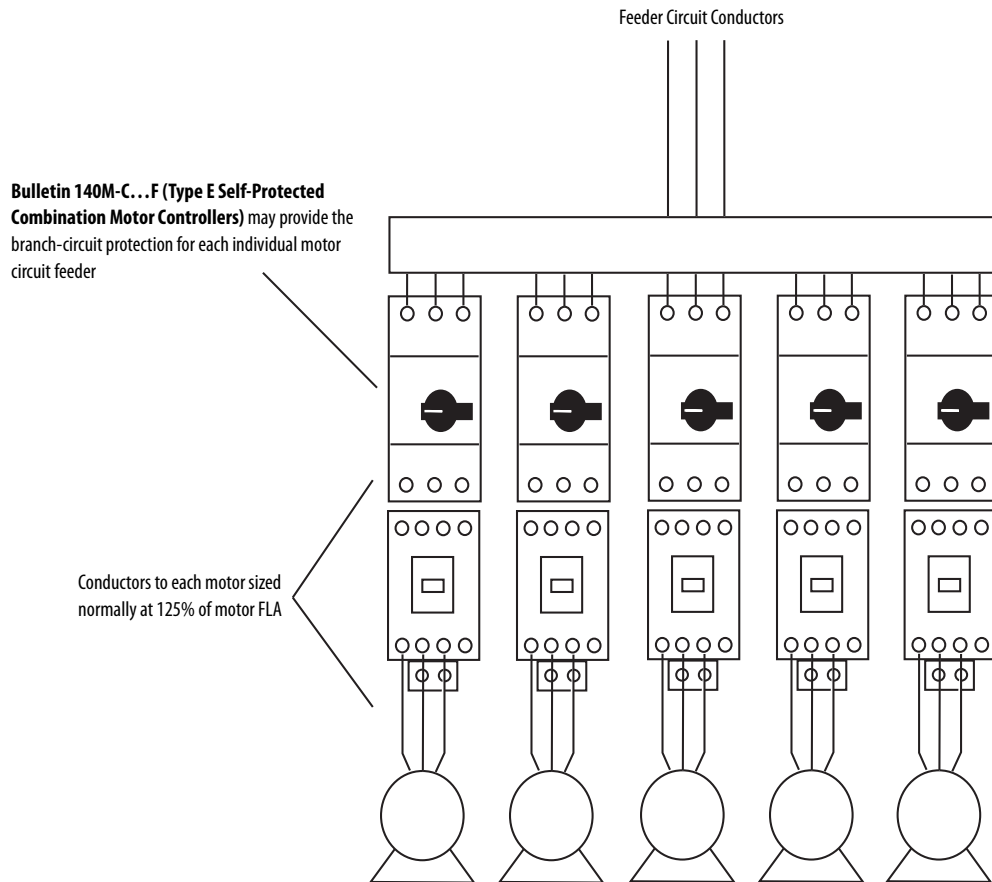 Feeder Circuit Conductors
Bulletin 140M-C…F (Type E Self-Protected
Combination Motor Controllers) may provide the
branch-circuit protection for each individual motor
circuit feeder
Conductors to each motor sized
normally at 125% of motor FLA